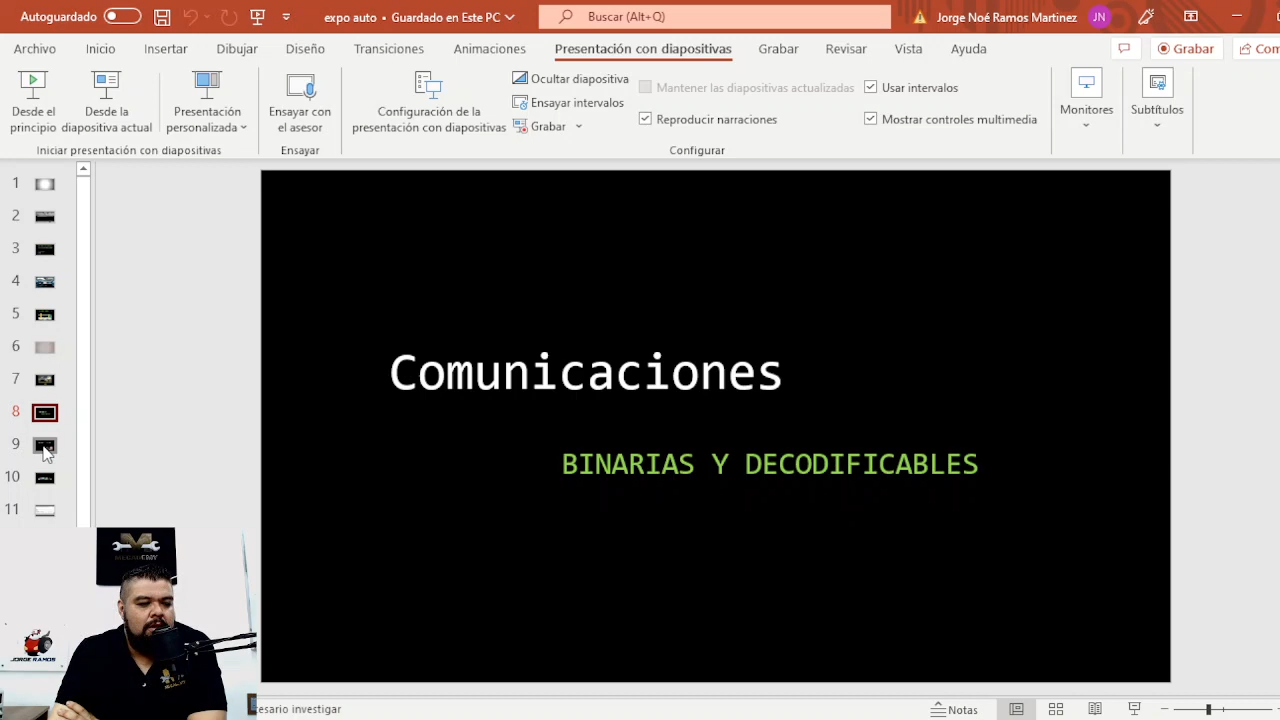 Autoguardado
expo auto • Guardado en Este PC
Buscar (Alt+Q)
Jorge Noé Ramos Martinez
JN
Archivo
Inicio
Insertar
Dibujar
Diseño
Transiciones
Animaciones
Presentación con diapositivas
Grabar
Revisar
Vista
Ayuda
Grabar
Com
Desde el
principio
Desde la
diapositiva actual
Presentación
personalizada
Iniciar presentación con diapositivas
Ensayar con
el asesor
Ensayar
Configuración de la
presentación con diapositivas
Ocultar diapositiva
Ensayar intervalos
Grabar
Mantener las diapositivas actualizadas
Reproducir narraciones
Usar intervalos
Mostrar controles multimedia
Configurar
Monitores
Subtítulos
1
2
3
4
5
6
7
8
9
10
11
Comunicaciones
BINARIAS Y DECODIFICABLES
JORGE RAMOS
cesario investigar
Notas